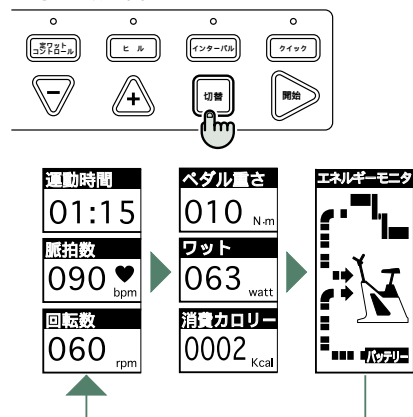 定ワット
コントロール
ヒル
インターバル
クイック
切替
開始
運動時間
01:15
脈拍数
090
bpm
回転数
060
rpm
ペダル重さ
010
N·m
ワット
063
watt
消費カロリー
0002
Kcal
エネルギーモニタ
バッテリー